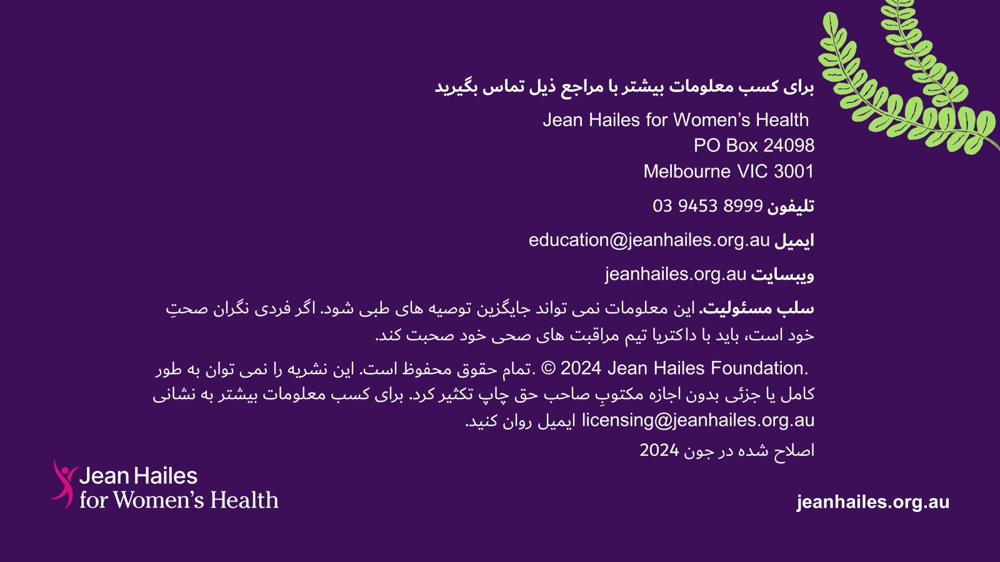 برای کسب معلومات بیشتر با مراجع ذیل تماس بگیرید
Jean Hailes for Women’s Health
PO Box 24098
Melbourne VIC 3001
تلیفون 03 9453 8999
ایمیل education@jeanhailes.org.au
ویبسایت jeanhailes.org.au
سلب مسئولیت. این معلومات نمی تواند جایگزین توصیه های طبی شود. اگر فردی نگران صحتِ
خود است، باید با داکتریا تیم مراقبت های صحی خود صحبت کند.
© 2024 Jean Hailes Foundation. .تمام حقوق محفوظ است. این نشریه را نمی توان به طور
کامل یا جزئی بدون اجازه مکتوبِ صاحب حق چاپ تکثیر کرد. برای کسب معلومات بیشتر به نشانی
licensing@jeanhailes.org.au ایمیل روان کنید.
اصلاح شده در جون 2024
Jean Hailes
for Women’s Health
jeanhailes.org.au